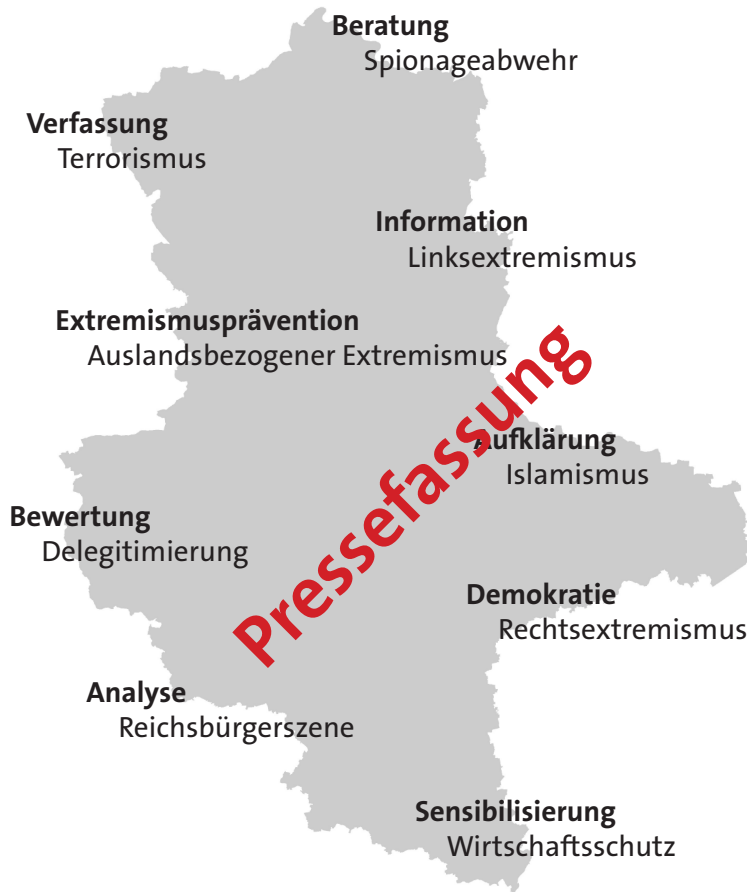 Beratung
Spionageabwehr
Verfassung
Terrorismus
Information
Linksextremismus
Extremismusprävention
Auslandsbezogener Extremismus
Pressefassung
Aufklärung
Islamismus
Bewertung
Delegitimierung
Demokratie
Rechtsextremismus
Analyse
Reichsbürgerszene
Sensibilisierung
Wirtschaftsschutz